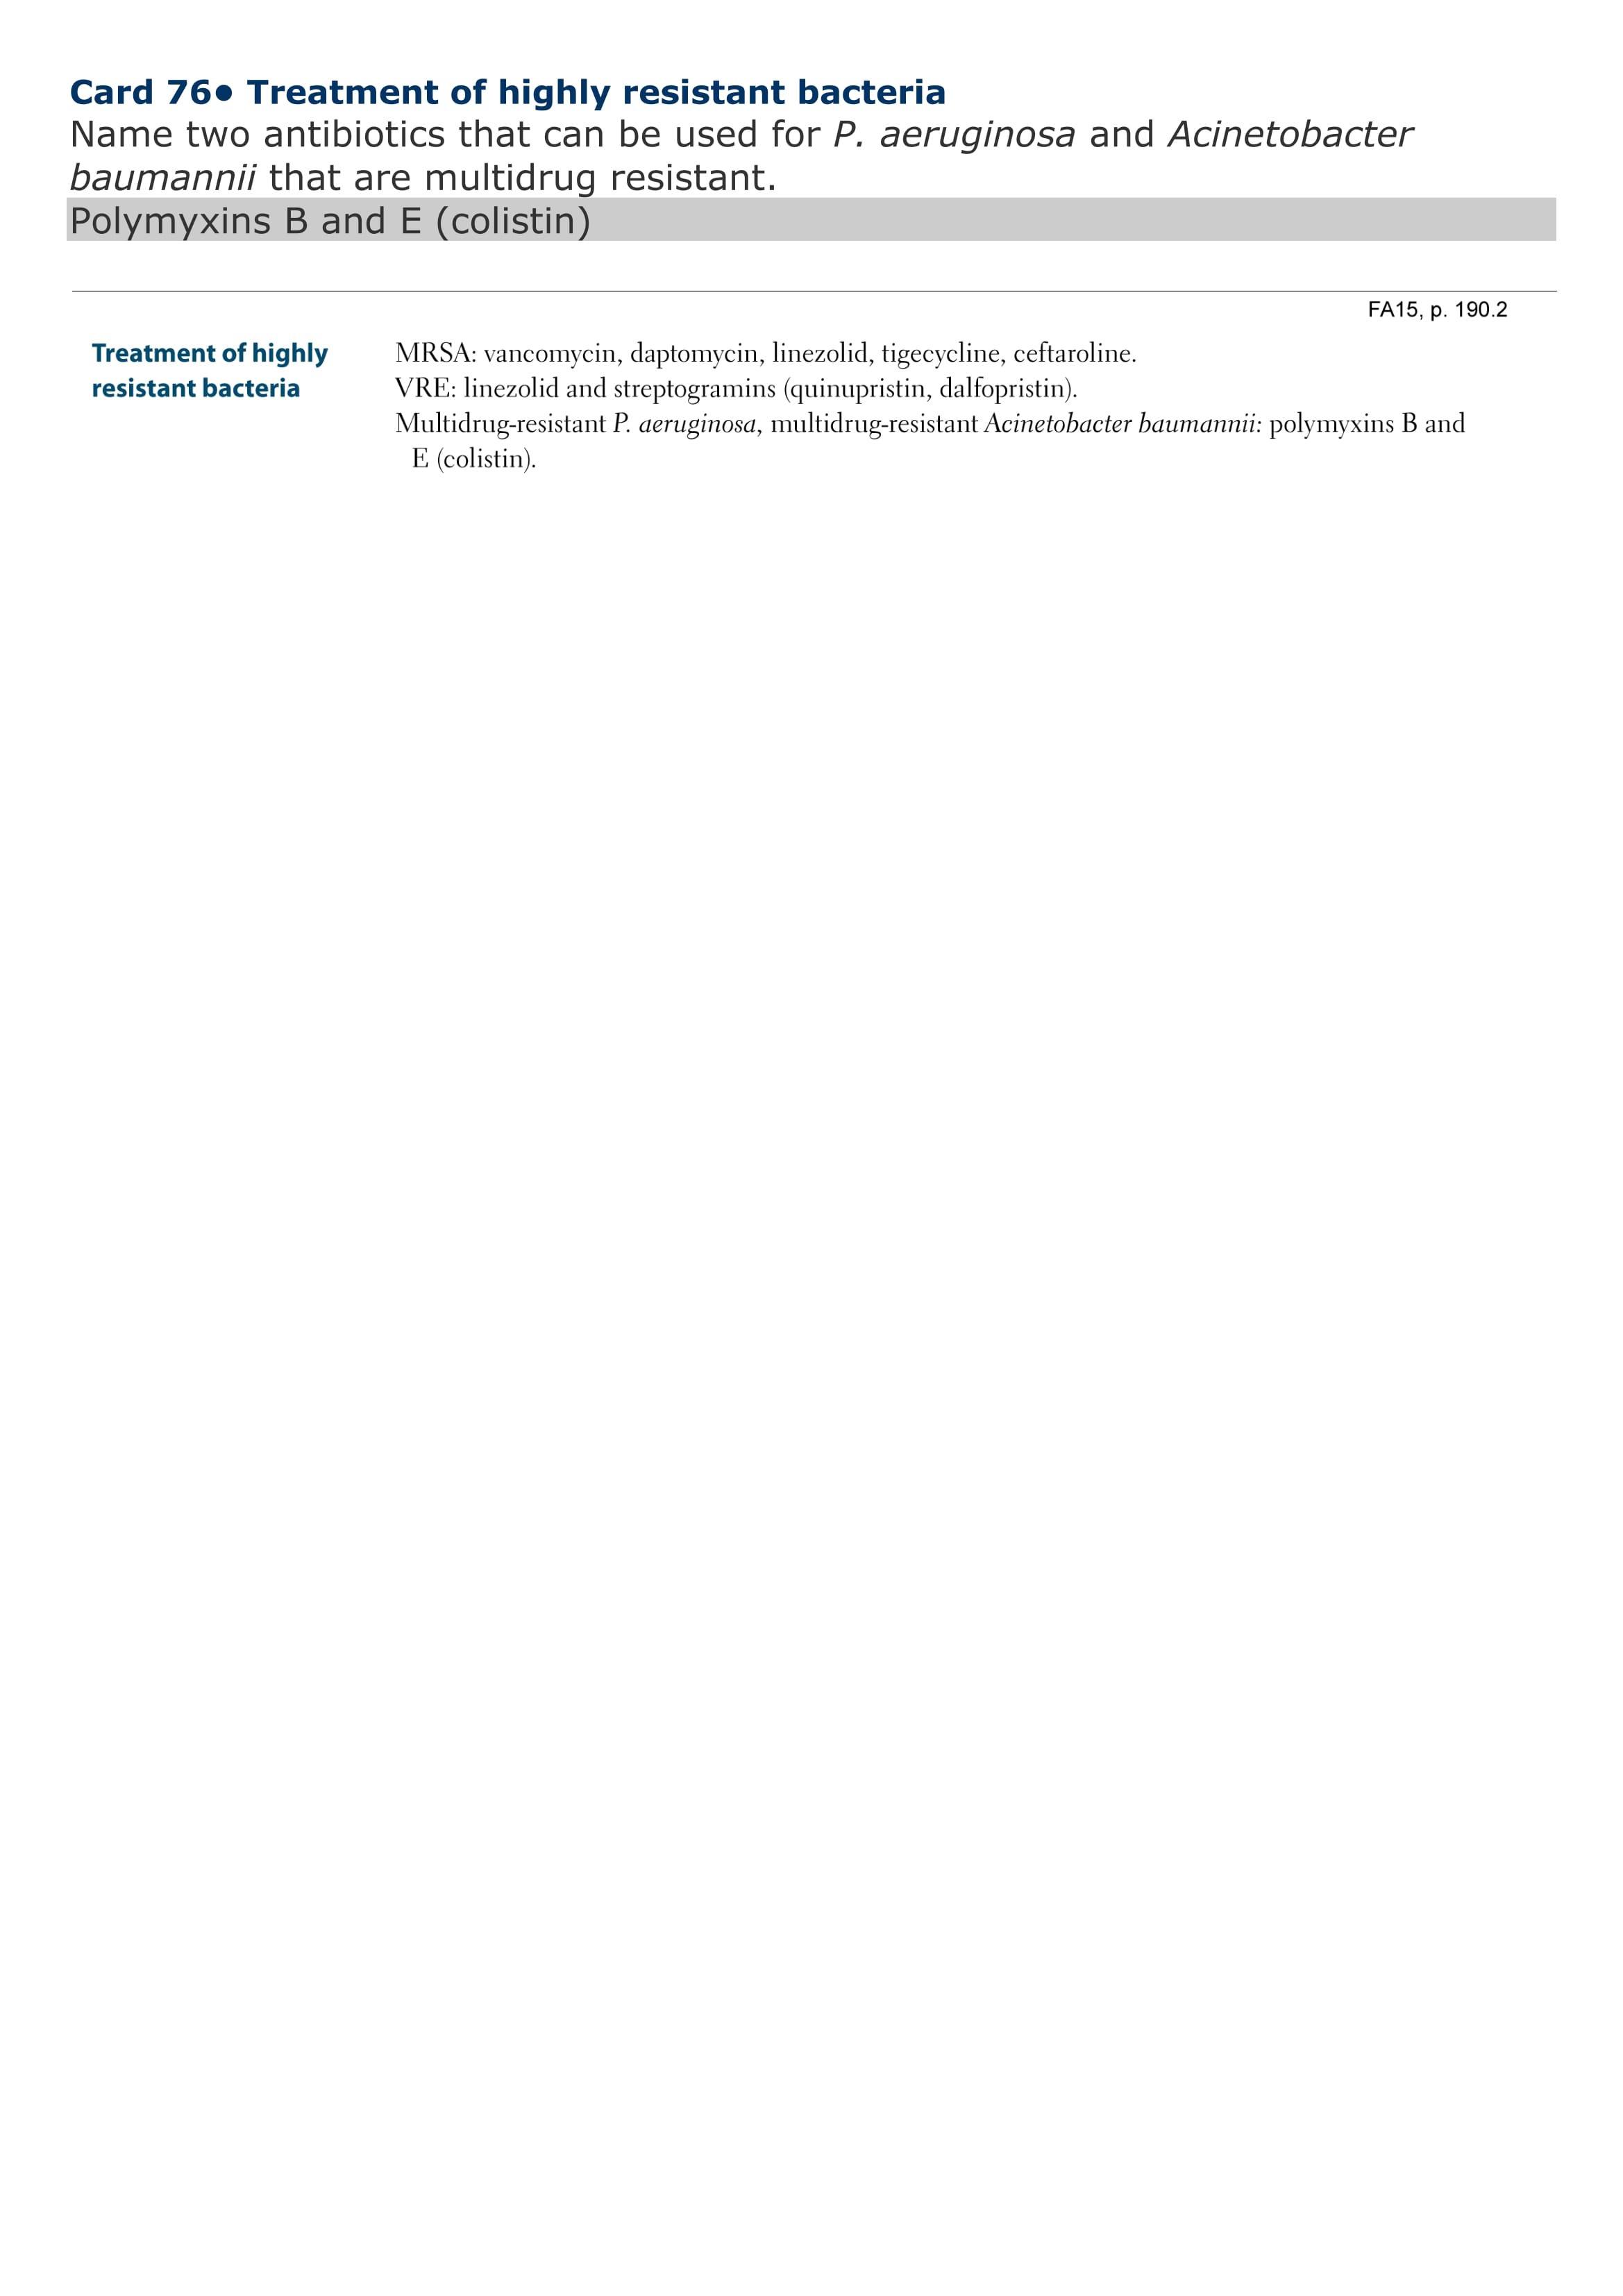 Card 76● Treatment of highly resistant bacteria
Name two antibiotics that can be used for P. aeruginosa and Acinetobacter
baumannii that are multidrug resistant.
Polymyxins B and E (colistin)
FA15, p. 190.2
Treatment of highly
resistant bacteria
MRSA: vancomycin, daptomycin, linezolid, tigecycline, ceftaroline.
VRE: linezolid and streptogramins (quinupristin, dalfopristin).
Multidrug-resistant P. aeruginosa, multidrug-resistant Acinetobacter baumannii: polymyxins B and
E (colistin).